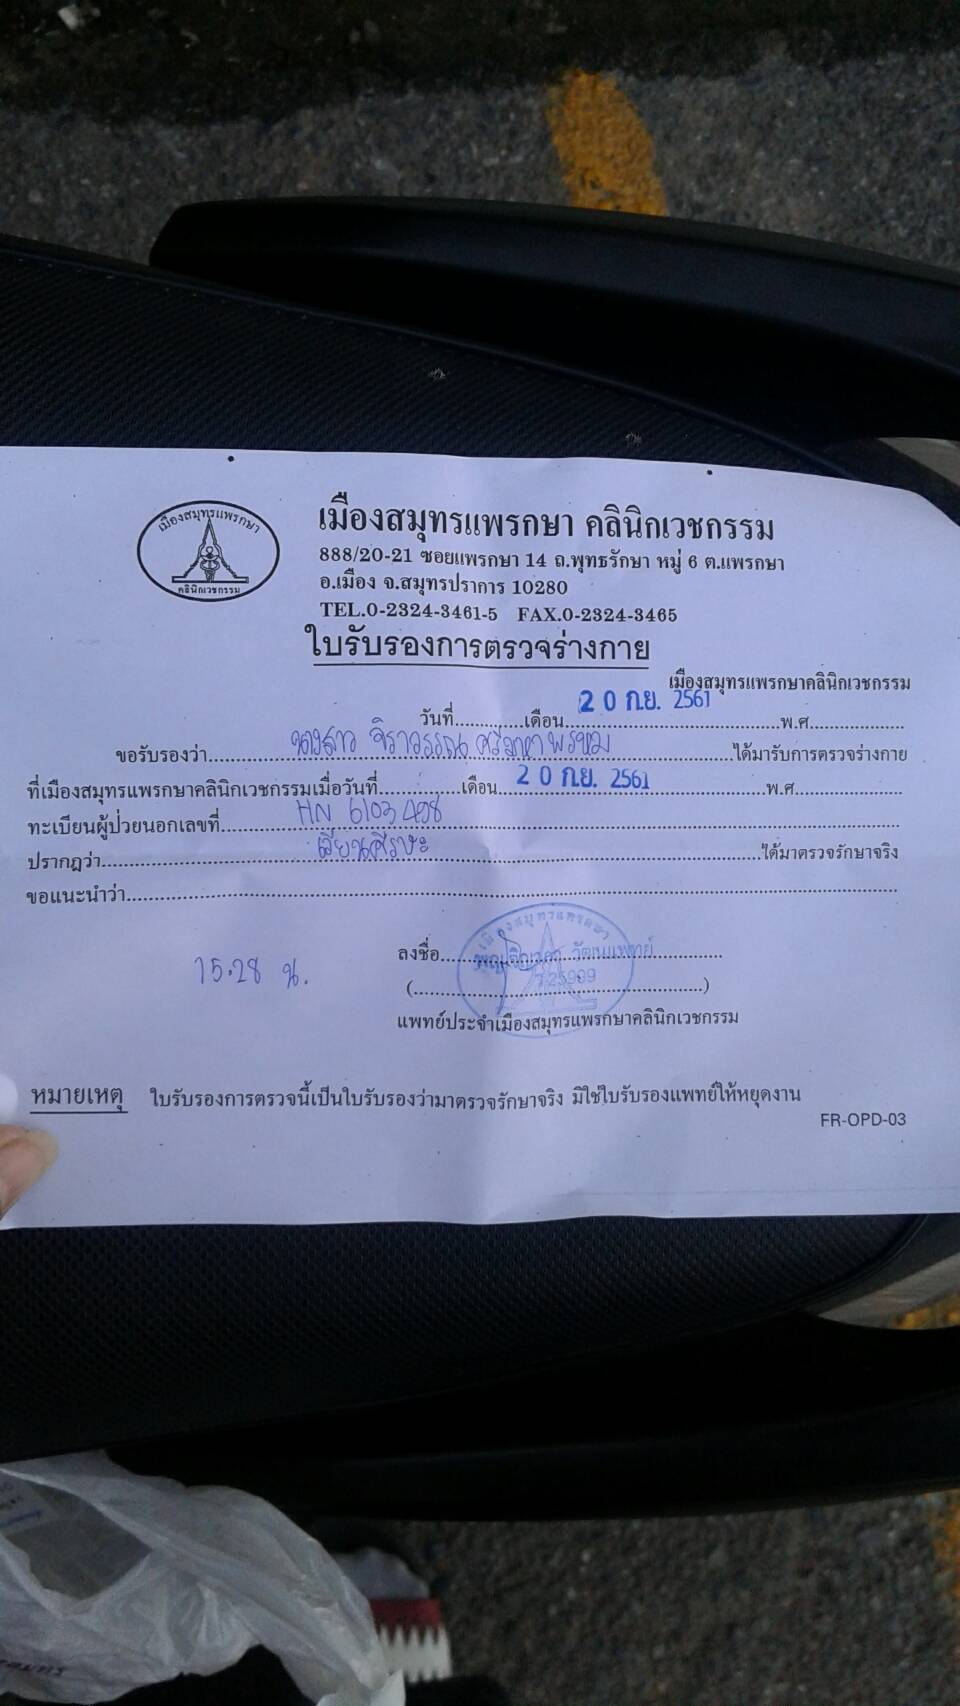 เมืองสมุทรแพรกษา
คลินิกเวชกรรม
เมืองสมุทรแพรกษา คลินิกเวชกรรม
888/20-21 ซอยแพรกษา 14 ถ.พุทธรักษา หมู่ 6 ต.แพรกษา
อ.เมือง จ.สมุทรปราการ 10280
TEL.0-2324-3461-5 FAX.0-2324-3465
ใบรับรองการตรวจร่างกาย
เมืองสมุทรแพรกษาคลินิกเวชกรรม
วันที่............เดือน 20 ก.ย. 2561 พ.ศ.
ขอรับรองว่า นางสาว จิราวรรณ ศรีมหาพรหม ได้มารับการตรวจร่างกาย
ที่เมืองสมุทรแพรกษาคลินิกเวชกรรมเมื่อวันที่............เดือน 20 ก.ย. 2561 พ.ศ.
ทะเบียนผู้ป่วยนอกเลขที่ HN 6103498
ปรากฏว่า เวียนศีรษะ ได้มาตรวจรักษาจริง
ขอแนะนำว่า
ลงชื่อ วัฒนแพทย์
15.28 น.
(............) ว.25909
แพทย์ประจำเมืองสมุทรแพรกษาคลินิกเวชกรรม
หมายเหตุ ใบรับรองการตรวจนี้เป็นใบรับรองว่ามาตรวจรักษาจริง มิใช่ใบรับรองแพทย์ให้หยุดงาน
FR-OPD-03